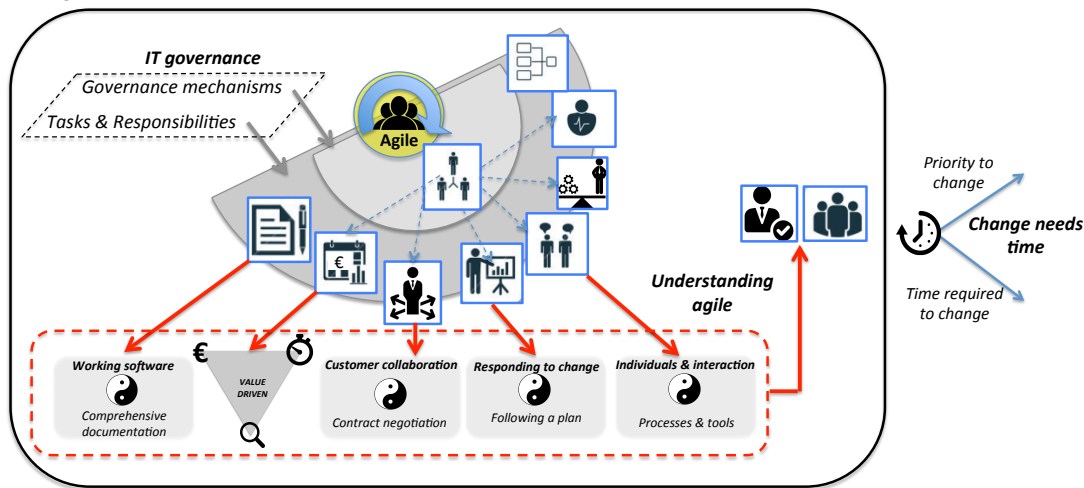 IT governance
Governance mechanisms
Tasks & Responsibilities
Agile
€
Priority to
change
Change needs
time
Time required
to change
Understanding
agile
€
Working software
Comprehensive
documentation
VALUE
DRIVEN
Customer collaboration
Contract negotiation
Responding to change
Following a plan
Individuals & interaction
Processes & tools